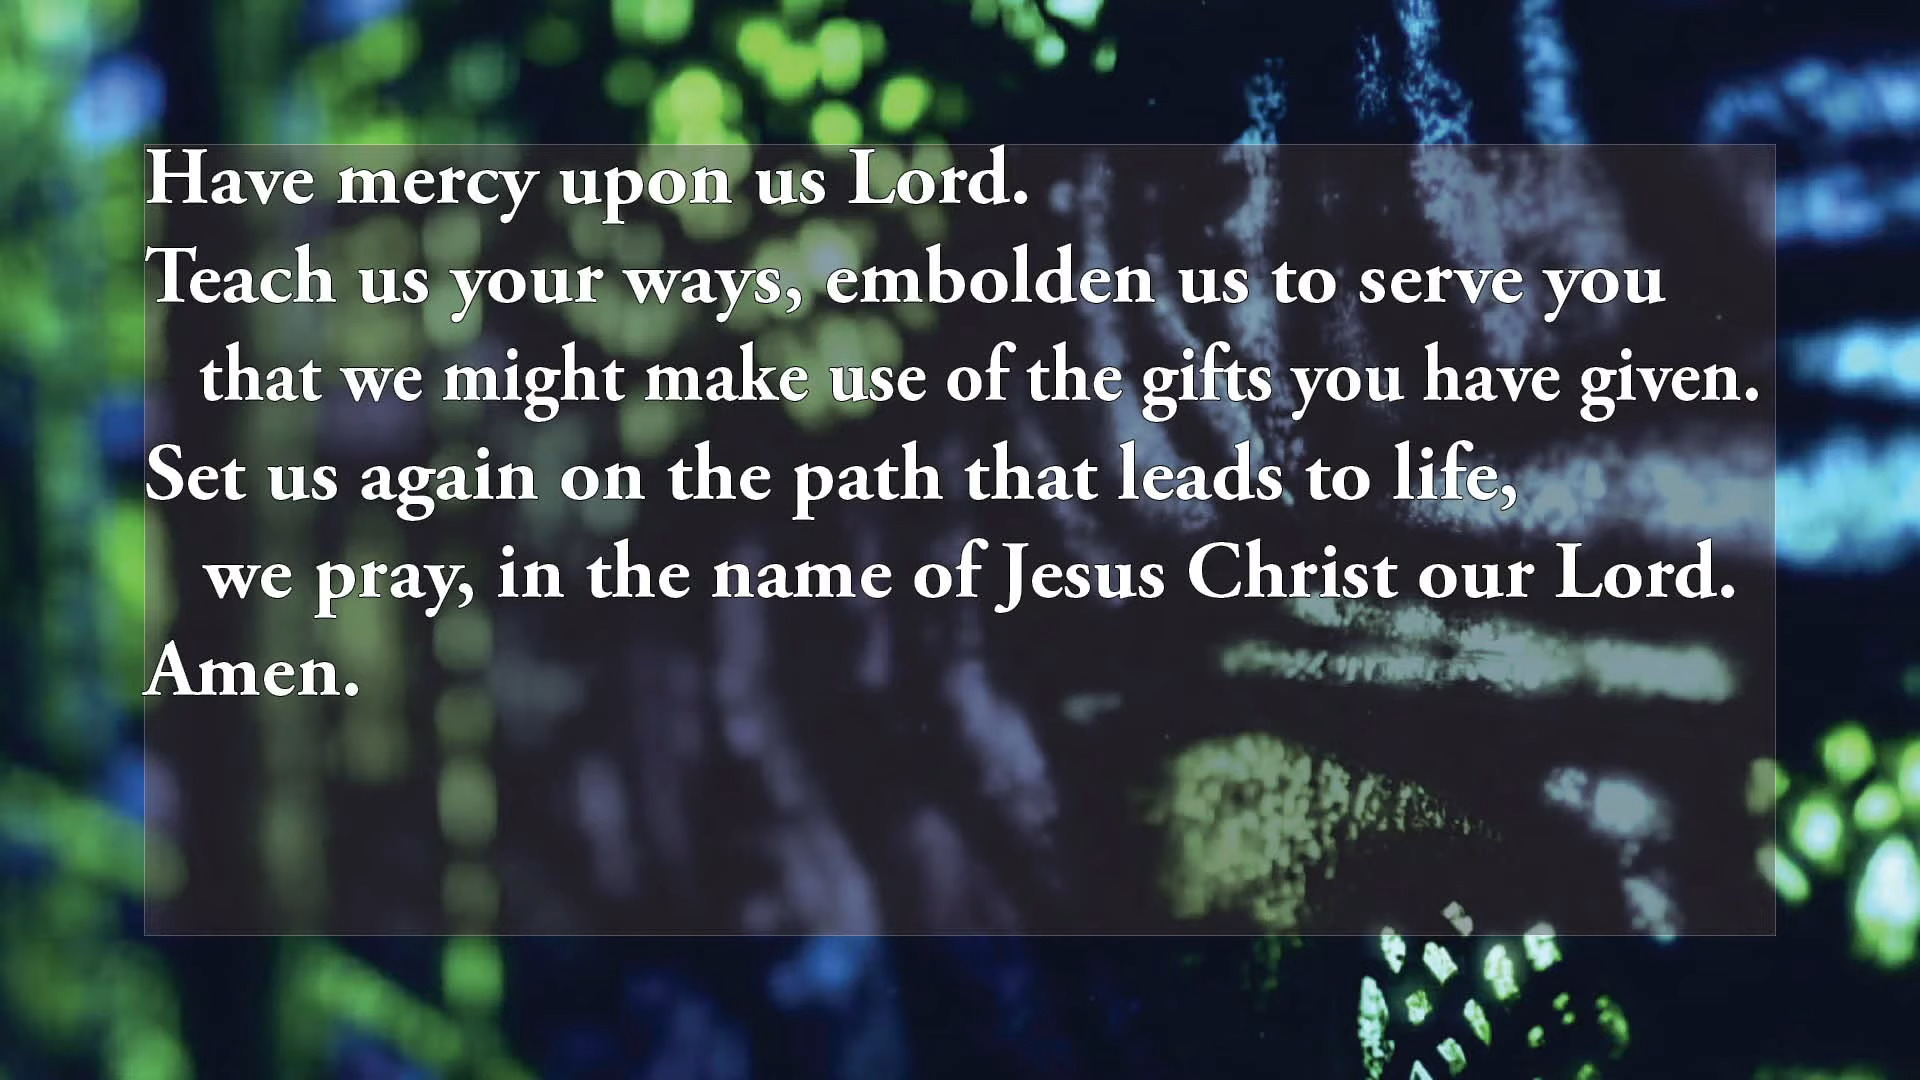 Have mercy upon us Lord.
Teach us your ways, embolden us to serve you
that we might make use of the gifts you have given.
Set us again on the path that leads to life,
we pray, in the name of Jesus Christ our Lord.
Amen.